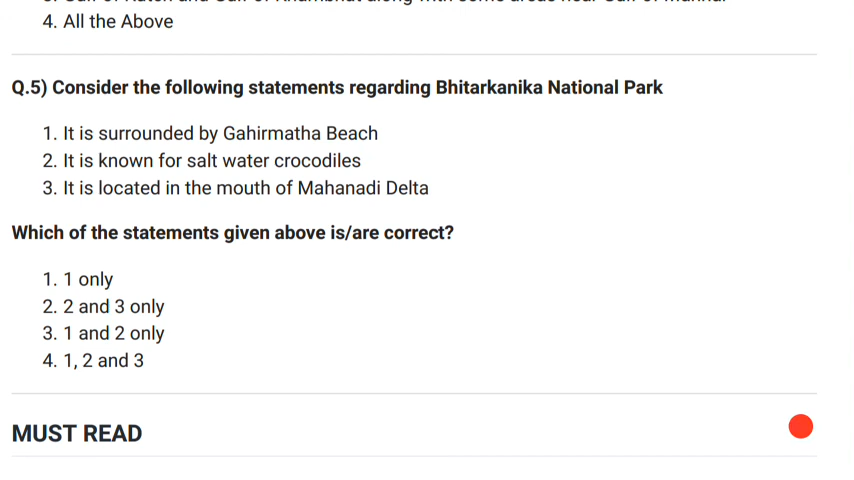 4. All the Above
Q.5) Consider the following statements regarding Bhitarkanika National Park
1. It is surrounded by Gahirmatha Beach
2. It is known for salt water crocodiles
3. It is located in the mouth of Mahanadi Delta
Which of the statements given above is/are correct?
1. 1 only
2. 2 and 3 only
3. 1 and 2 only
4. 1, 2 and 3
MUST READ